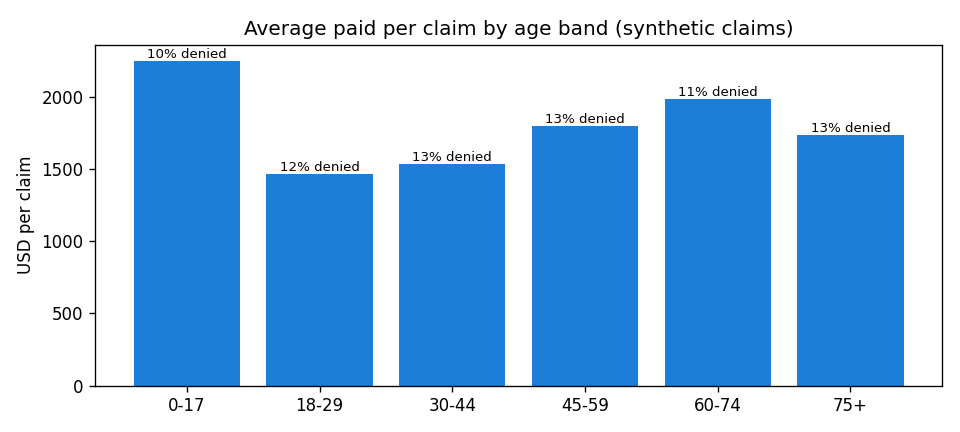 Average paid per claim by age band (synthetic claims)
USD per claim
2000
1500
1000
500
0
10% denied
12% denied
13% denied
13% denied
11% denied
13% denied
0-17
18-29
30-44
45-59
60-74
75+